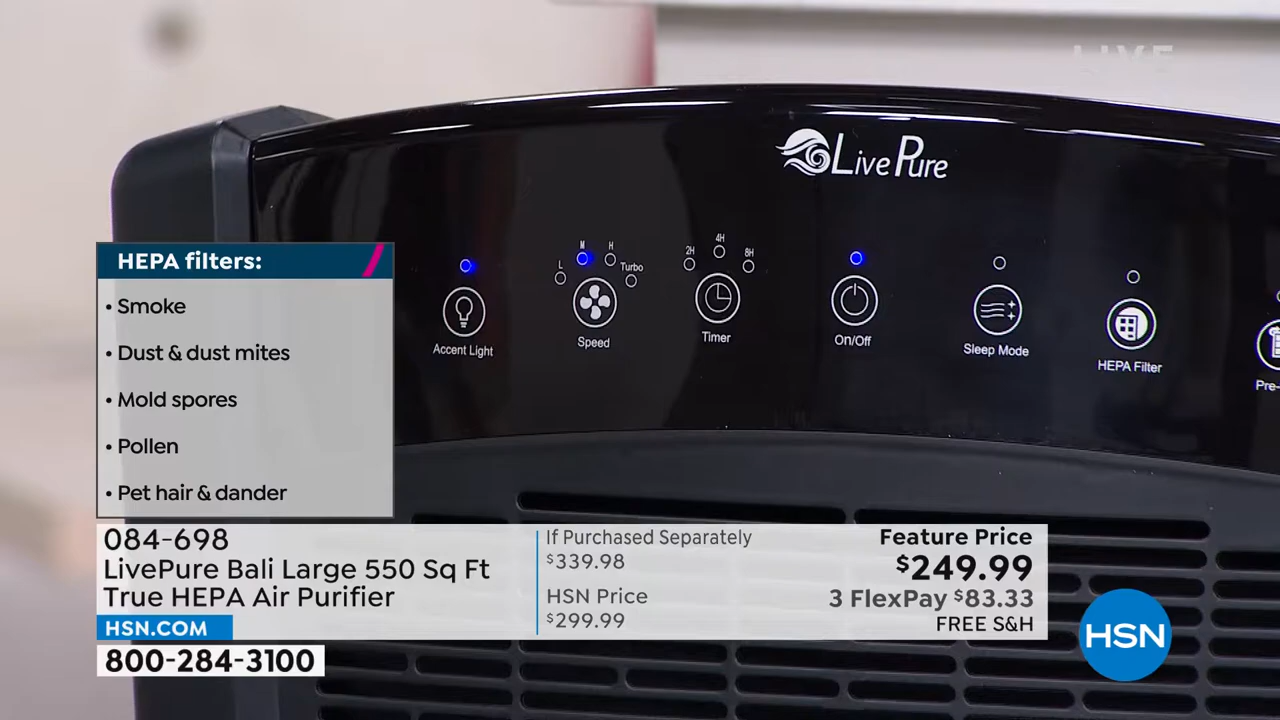 LIVE
LivePure
L
M
H
Turbo
2H
4H
8H
Accent Light
Speed
Timer
On/Off
Sleep Mode
HEPA Filter
Pre-
HEPA filters:
• Smoke
• Dust & dust mites
• Mold spores
• Pollen
• Pet hair & dander
084-698
LivePure Bali Large 550 Sq Ft
True HEPA Air Purifier
HSN.COM
800-284-3100
If Purchased Separately
$339.98
HSN Price
$299.99
Feature Price
$249.99
3 FlexPay $83.33
FREE S&H
HSN